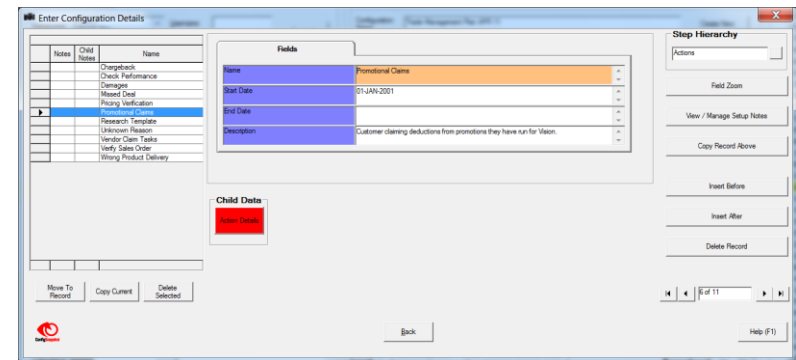 Enter Configuration Details
Notes
Child Notes
Name
Chargeback
Check Performance
Damages
Missed Deal
Pricing Verification
Promotional Claims
Research Template
Unknown Reason
Vendor Claim Tasks
Verify Sales Order
Wrong Product Delivery
Move To Record
Copy Current
Delete Selected
Fields
Name
Promotional Claims
Start Date
01-JAN-2001
End Date
Description
Customer claiming deductions from promotions they have run for Vision.
Child Data
Action Details
Back
Step Hierarchy
Actions
Field Zoom
View / Manage Setup Notes
Copy Record Above
Insert Before
Insert After
Delete Record
6 of 11
Help (F1)